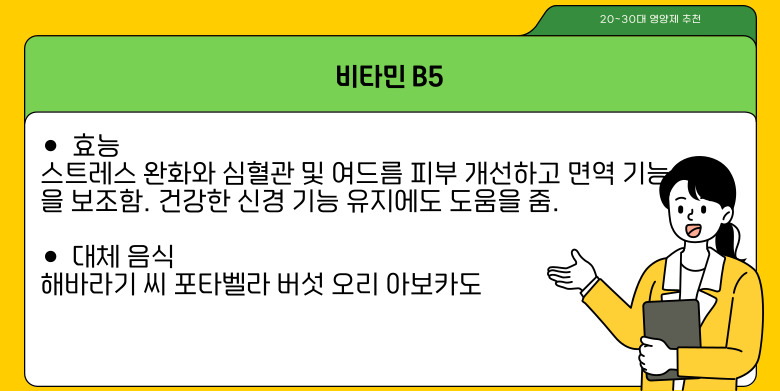 20~30대 영양제 추천
비타민 B5
● 효능
스트레스 완화와 심혈관 및 여드름 피부 개선하고 면역 기능
을 보조함. 건강한 신경 기능 유지에도 도움을 줌.
● 대체 음식
해바라기 씨 포타벨라 버섯 오리 아보카도